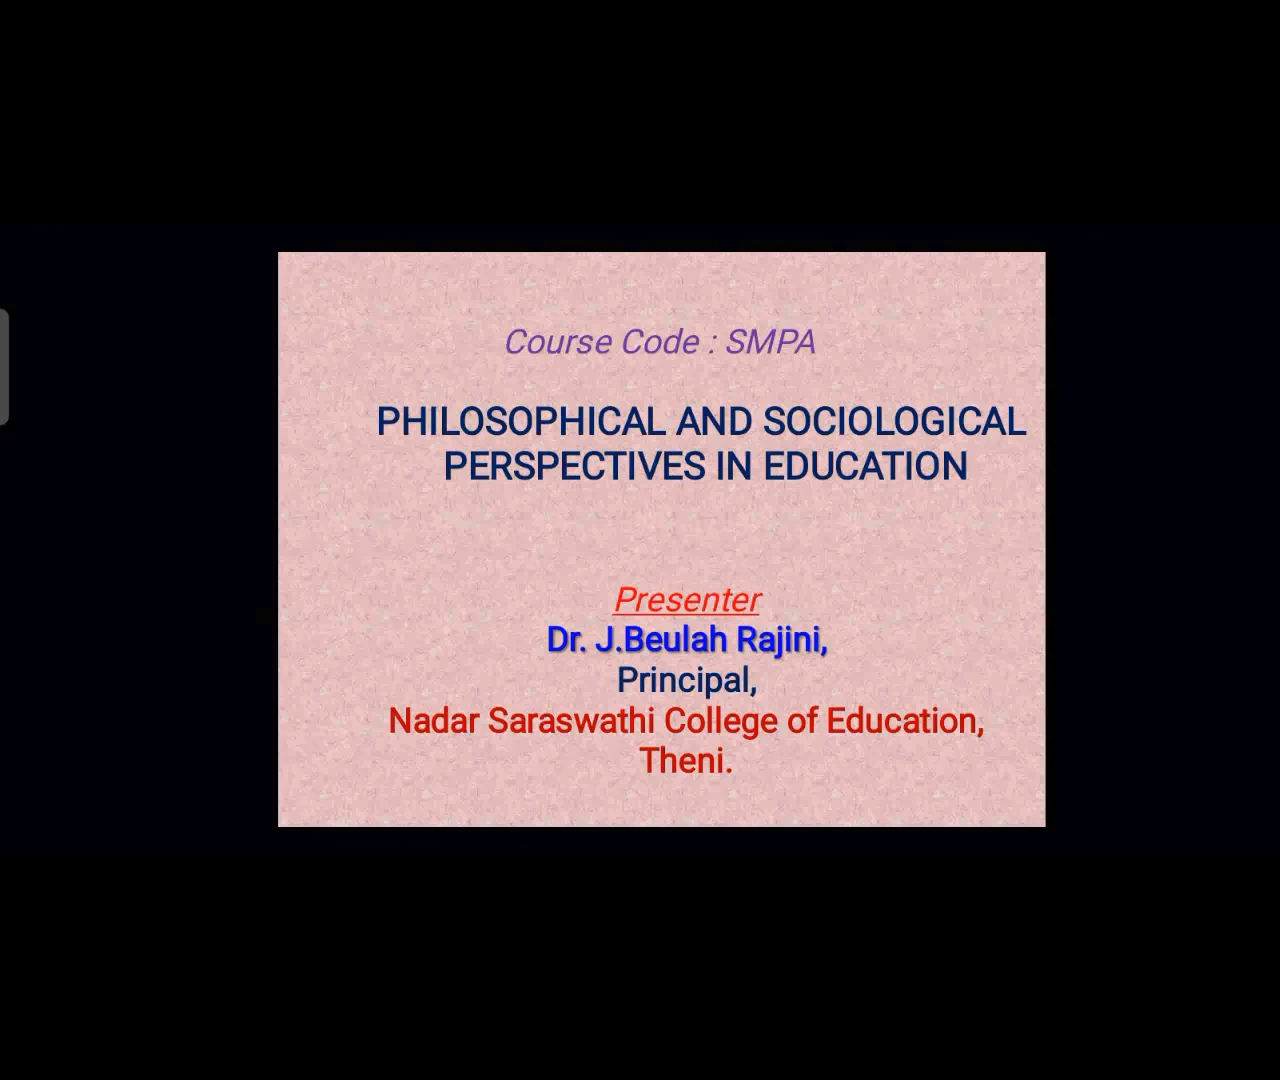 Course Code : SMPA
PHILOSOPHICAL AND SOCIOLOGICAL
PERSPECTIVES IN EDUCATION
Presenter
Dr. J.Beulah Rajini,
Principal,
Nadar Saraswathi College of Education,
Theni.